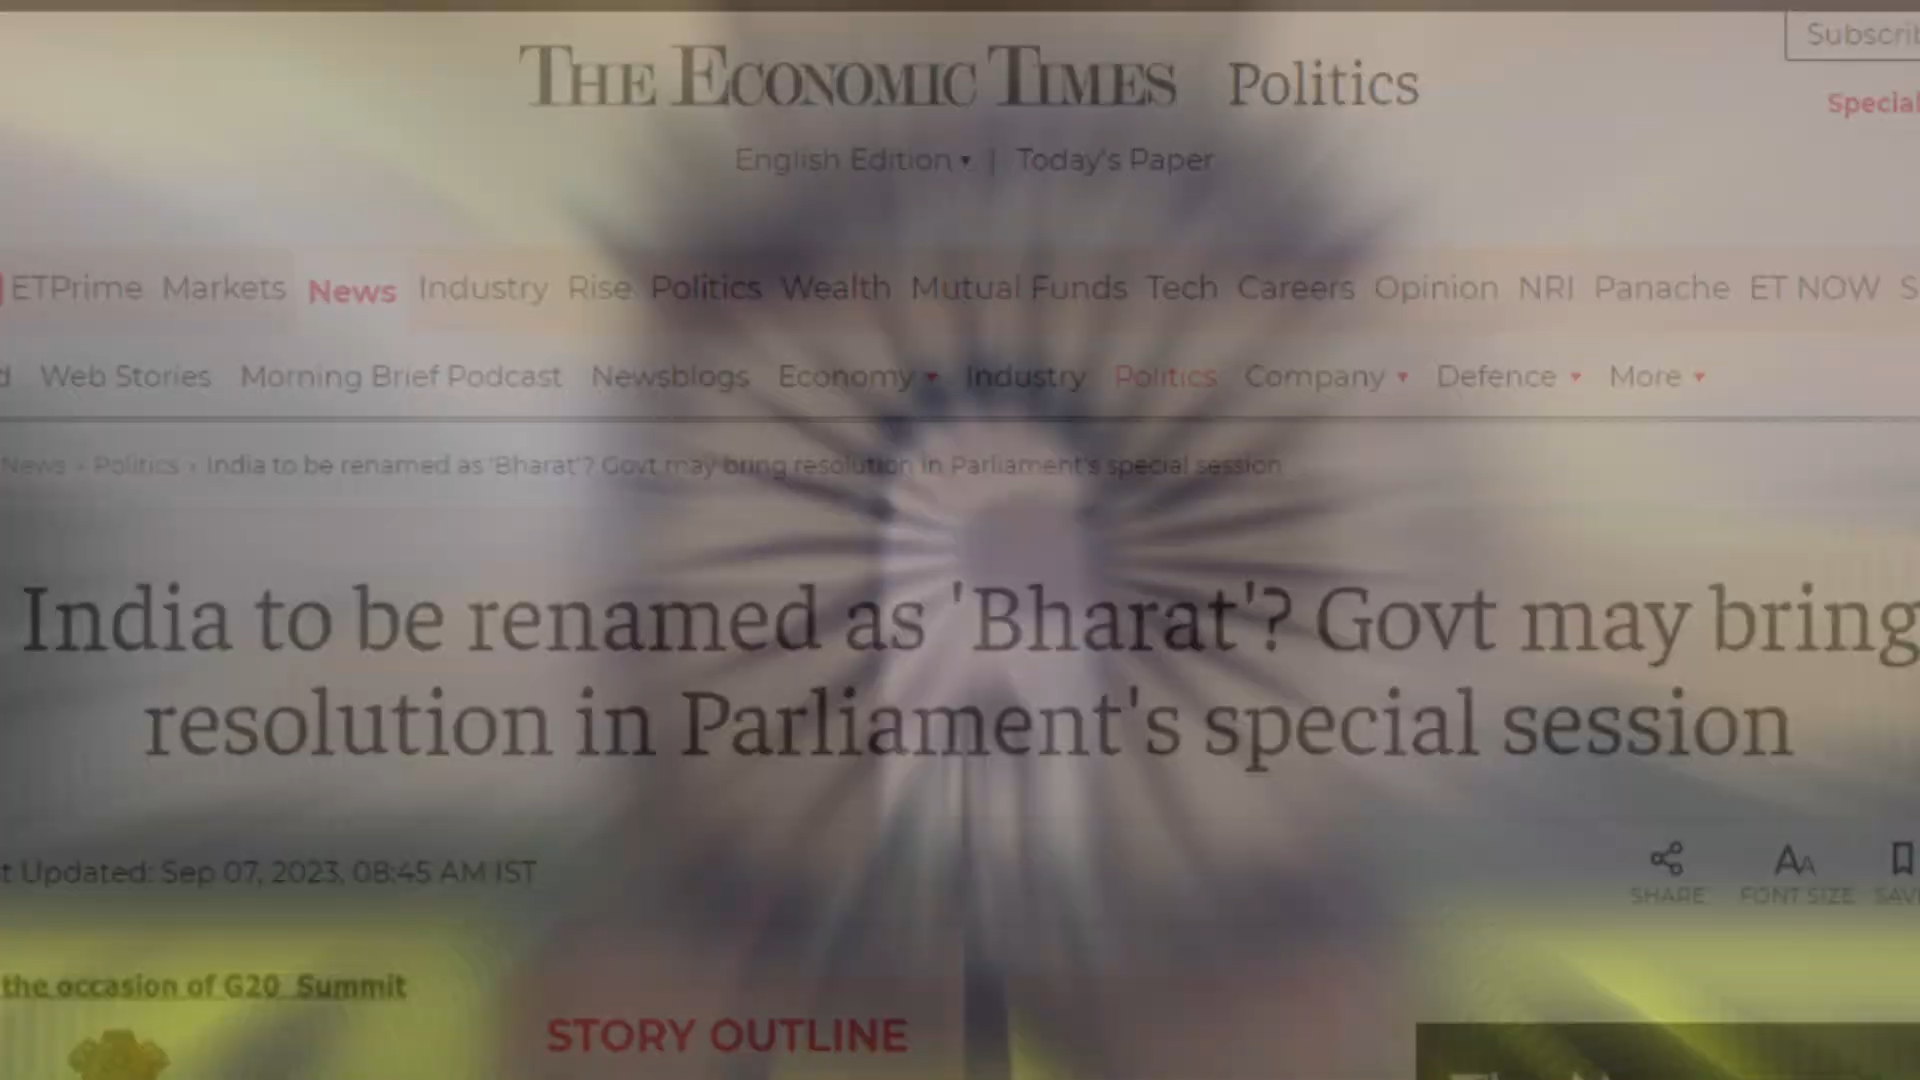 Subscrib
THE ECONOMIC TIMES Politics
Special
English Edition ▾ | Today's Paper
ETPrime Markets News Industry Rise Politics Wealth Mutual Funds Tech Careers Opinion NRI Panache ET NOW S
d Web Stories Morning Brief Podcast Newsblogs Economy ▾ Industry Politics Company ▾ Defence ▾ More ▾
News › Politics › India to be renamed as 'Bharat'? Govt may bring resolution in Parliament's special session
India to be renamed as 'Bharat'? Govt may bring
resolution in Parliament's special session
t Updated: Sep 07, 2023, 08:45 AM IST
SHARE FONT SIZE SAVE
the occasion of G20 Summit
STORY OUTLINE